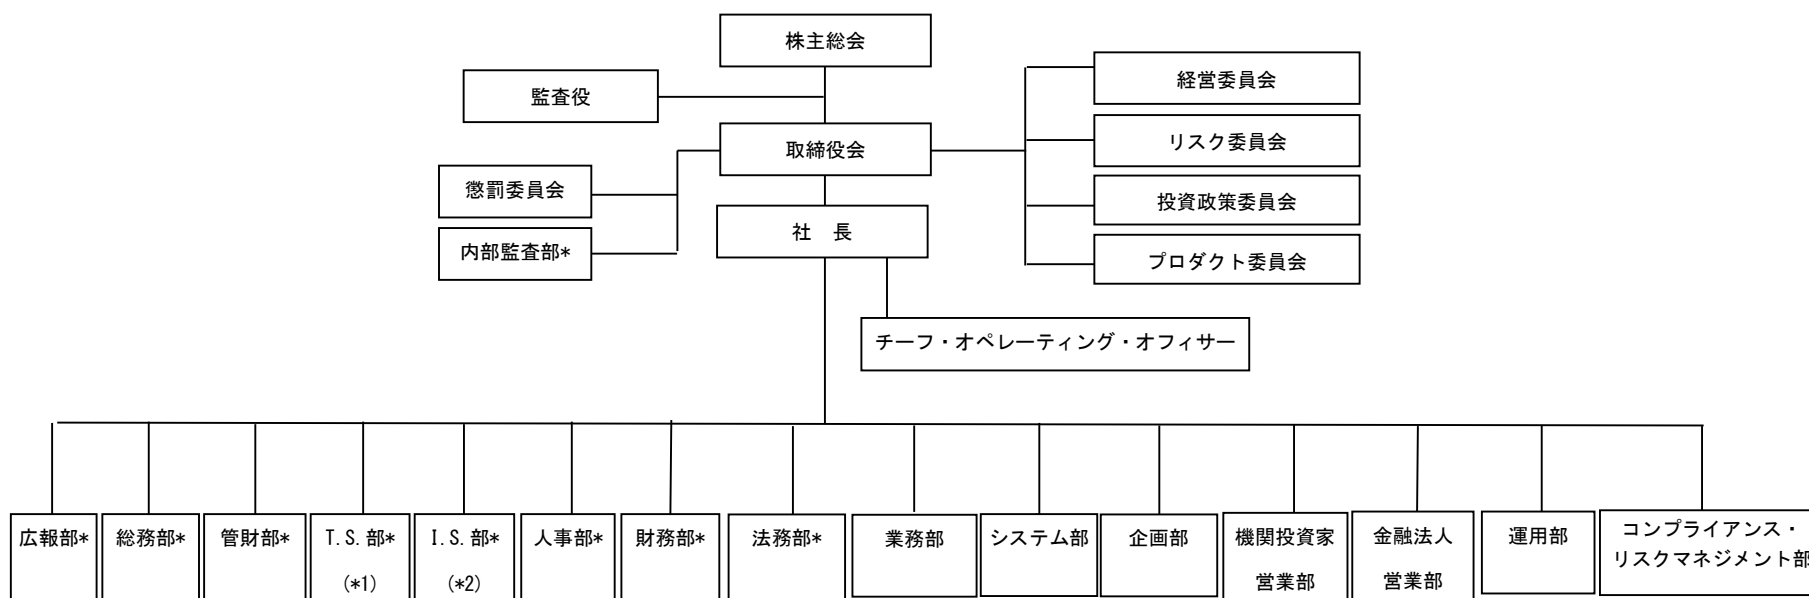 株主総会
監査役
経営委員会
取締役会
リスク委員会
懲罰委員会
投資政策委員会
社　長
内部監査部*
プロダクト委員会
チーフ・オペレーティング・オフィサー
広報部*
総務部*
管財部*
T.S.部*
(*1)
I.S.部*
(*2)
人事部*
財務部*
法務部*
業務部
システム部
企画部
機関投資家
営業部
金融法人
営業部
運用部
コンプライアンス・
リスクマネジメント部